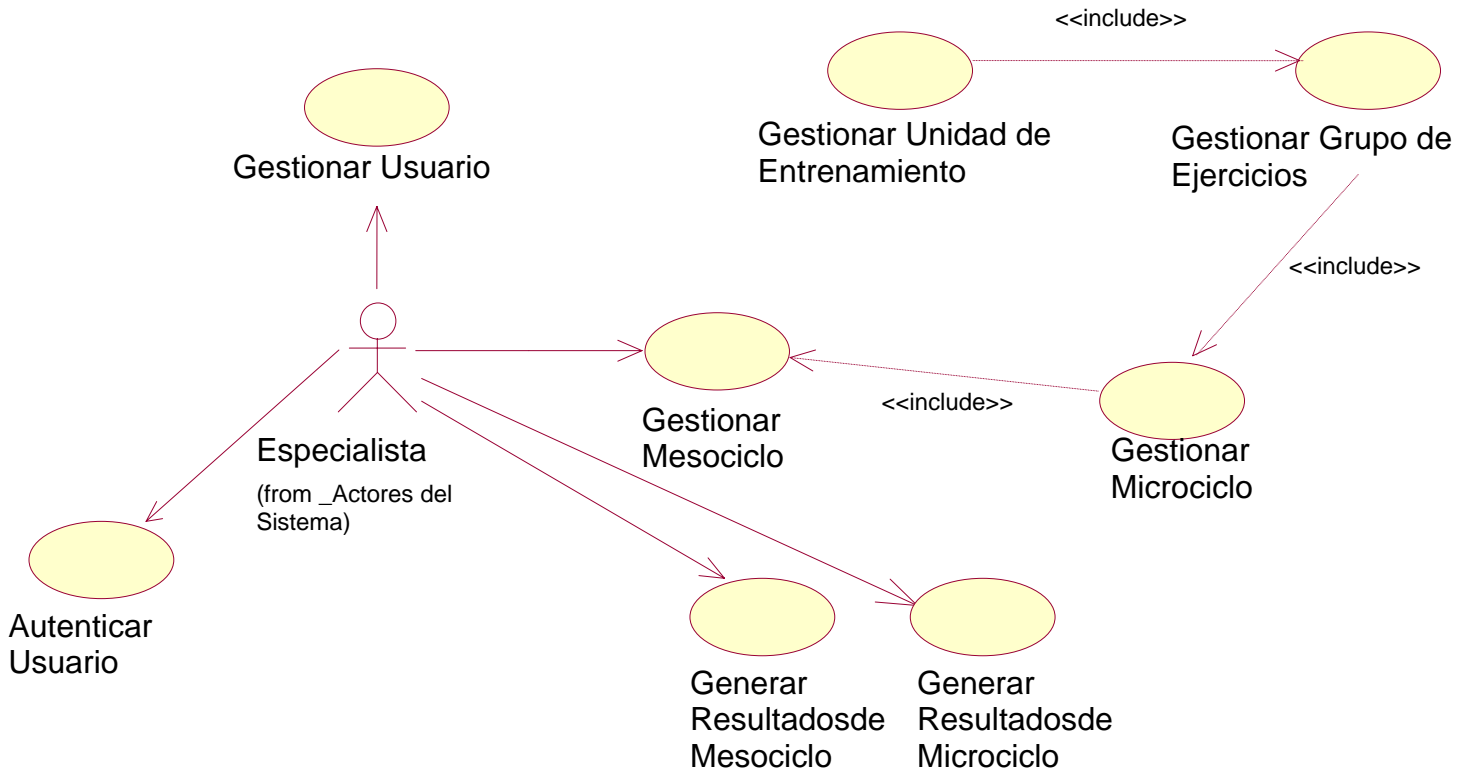 <<include>>
Gestionar Unidad de
Entrenamiento
Gestionar Grupo de
Ejercicios
Gestionar Usuario
<<include>>
Gestionar
Mesociclo
<<include>>
Gestionar
Microciclo
Especialista
(from _Actores del
Sistema)
Autenticar
Usuario
Generar
Resultadosde
Mesociclo
Generar
Resultadosde
Microciclo